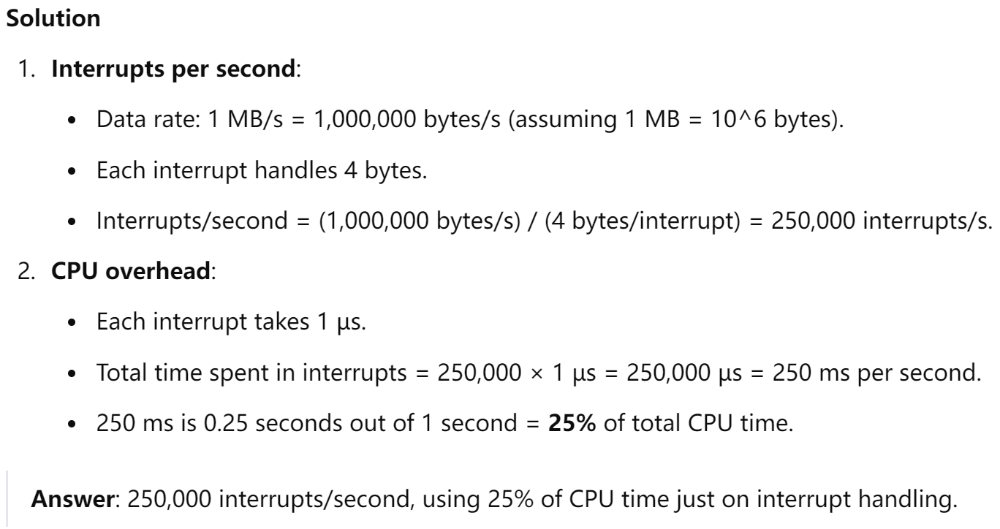 Solution
1. Interrupts per second:
• Data rate: 1 MB/s = 1,000,000 bytes/s (assuming 1 MB = 10^6 bytes).
• Each interrupt handles 4 bytes.
• Interrupts/second = (1,000,000 bytes/s) / (4 bytes/interrupt) = 250,000 interrupts/s.
2. CPU overhead:
• Each interrupt takes 1 μs.
• Total time spent in interrupts = 250,000 × 1 μs = 250,000 μs = 250 ms per second.
• 250 ms is 0.25 seconds out of 1 second = 25% of total CPU time.
Answer: 250,000 interrupts/second, using 25% of CPU time just on interrupt handling.